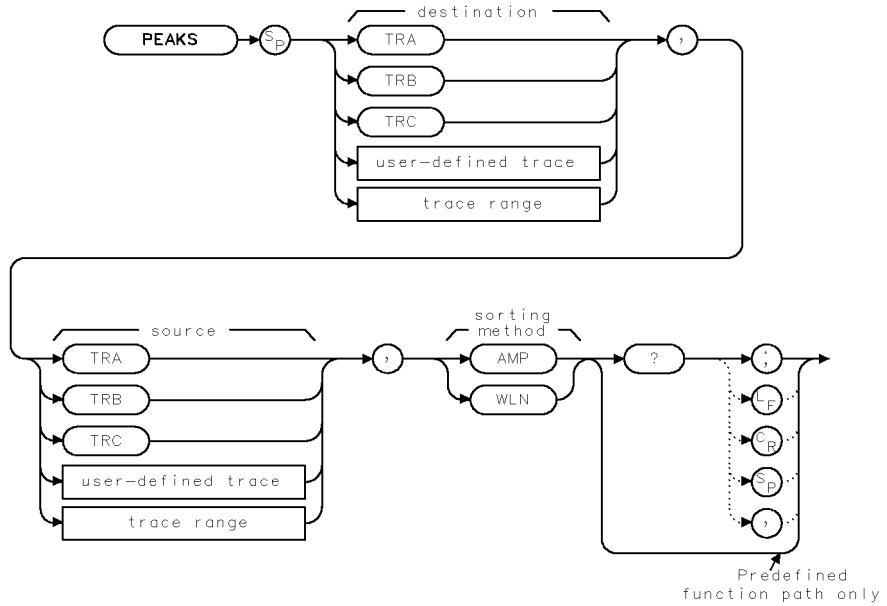 destination
PEAKS
SP
TRA
,
TRB
TRC
user-defined trace
trace range
source
sorting
method
TRA
,
AMP
?
;
TRB
WLN
LF
TRC
CR
user-defined trace
SP
trace range
,
Predefined
function path only